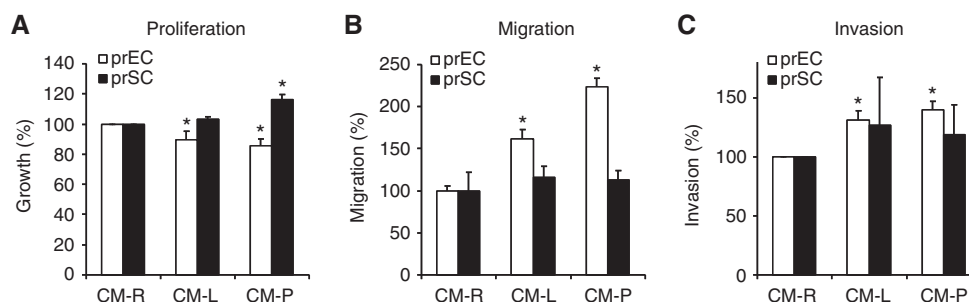 A Proliferation
prEC
prSC
Growth (%)
140
120
100
80
60
40
20
0
* * *
CM-R CM-L CM-P
B Migration
prEC
prSC
Migration (%)
250
200
150
100
50
0
* *
CM-R CM-L CM-P
C Invasion
prEC
prSC
Invasion (%)
150
100
50
0
* *
CM-R CM-L CM-P